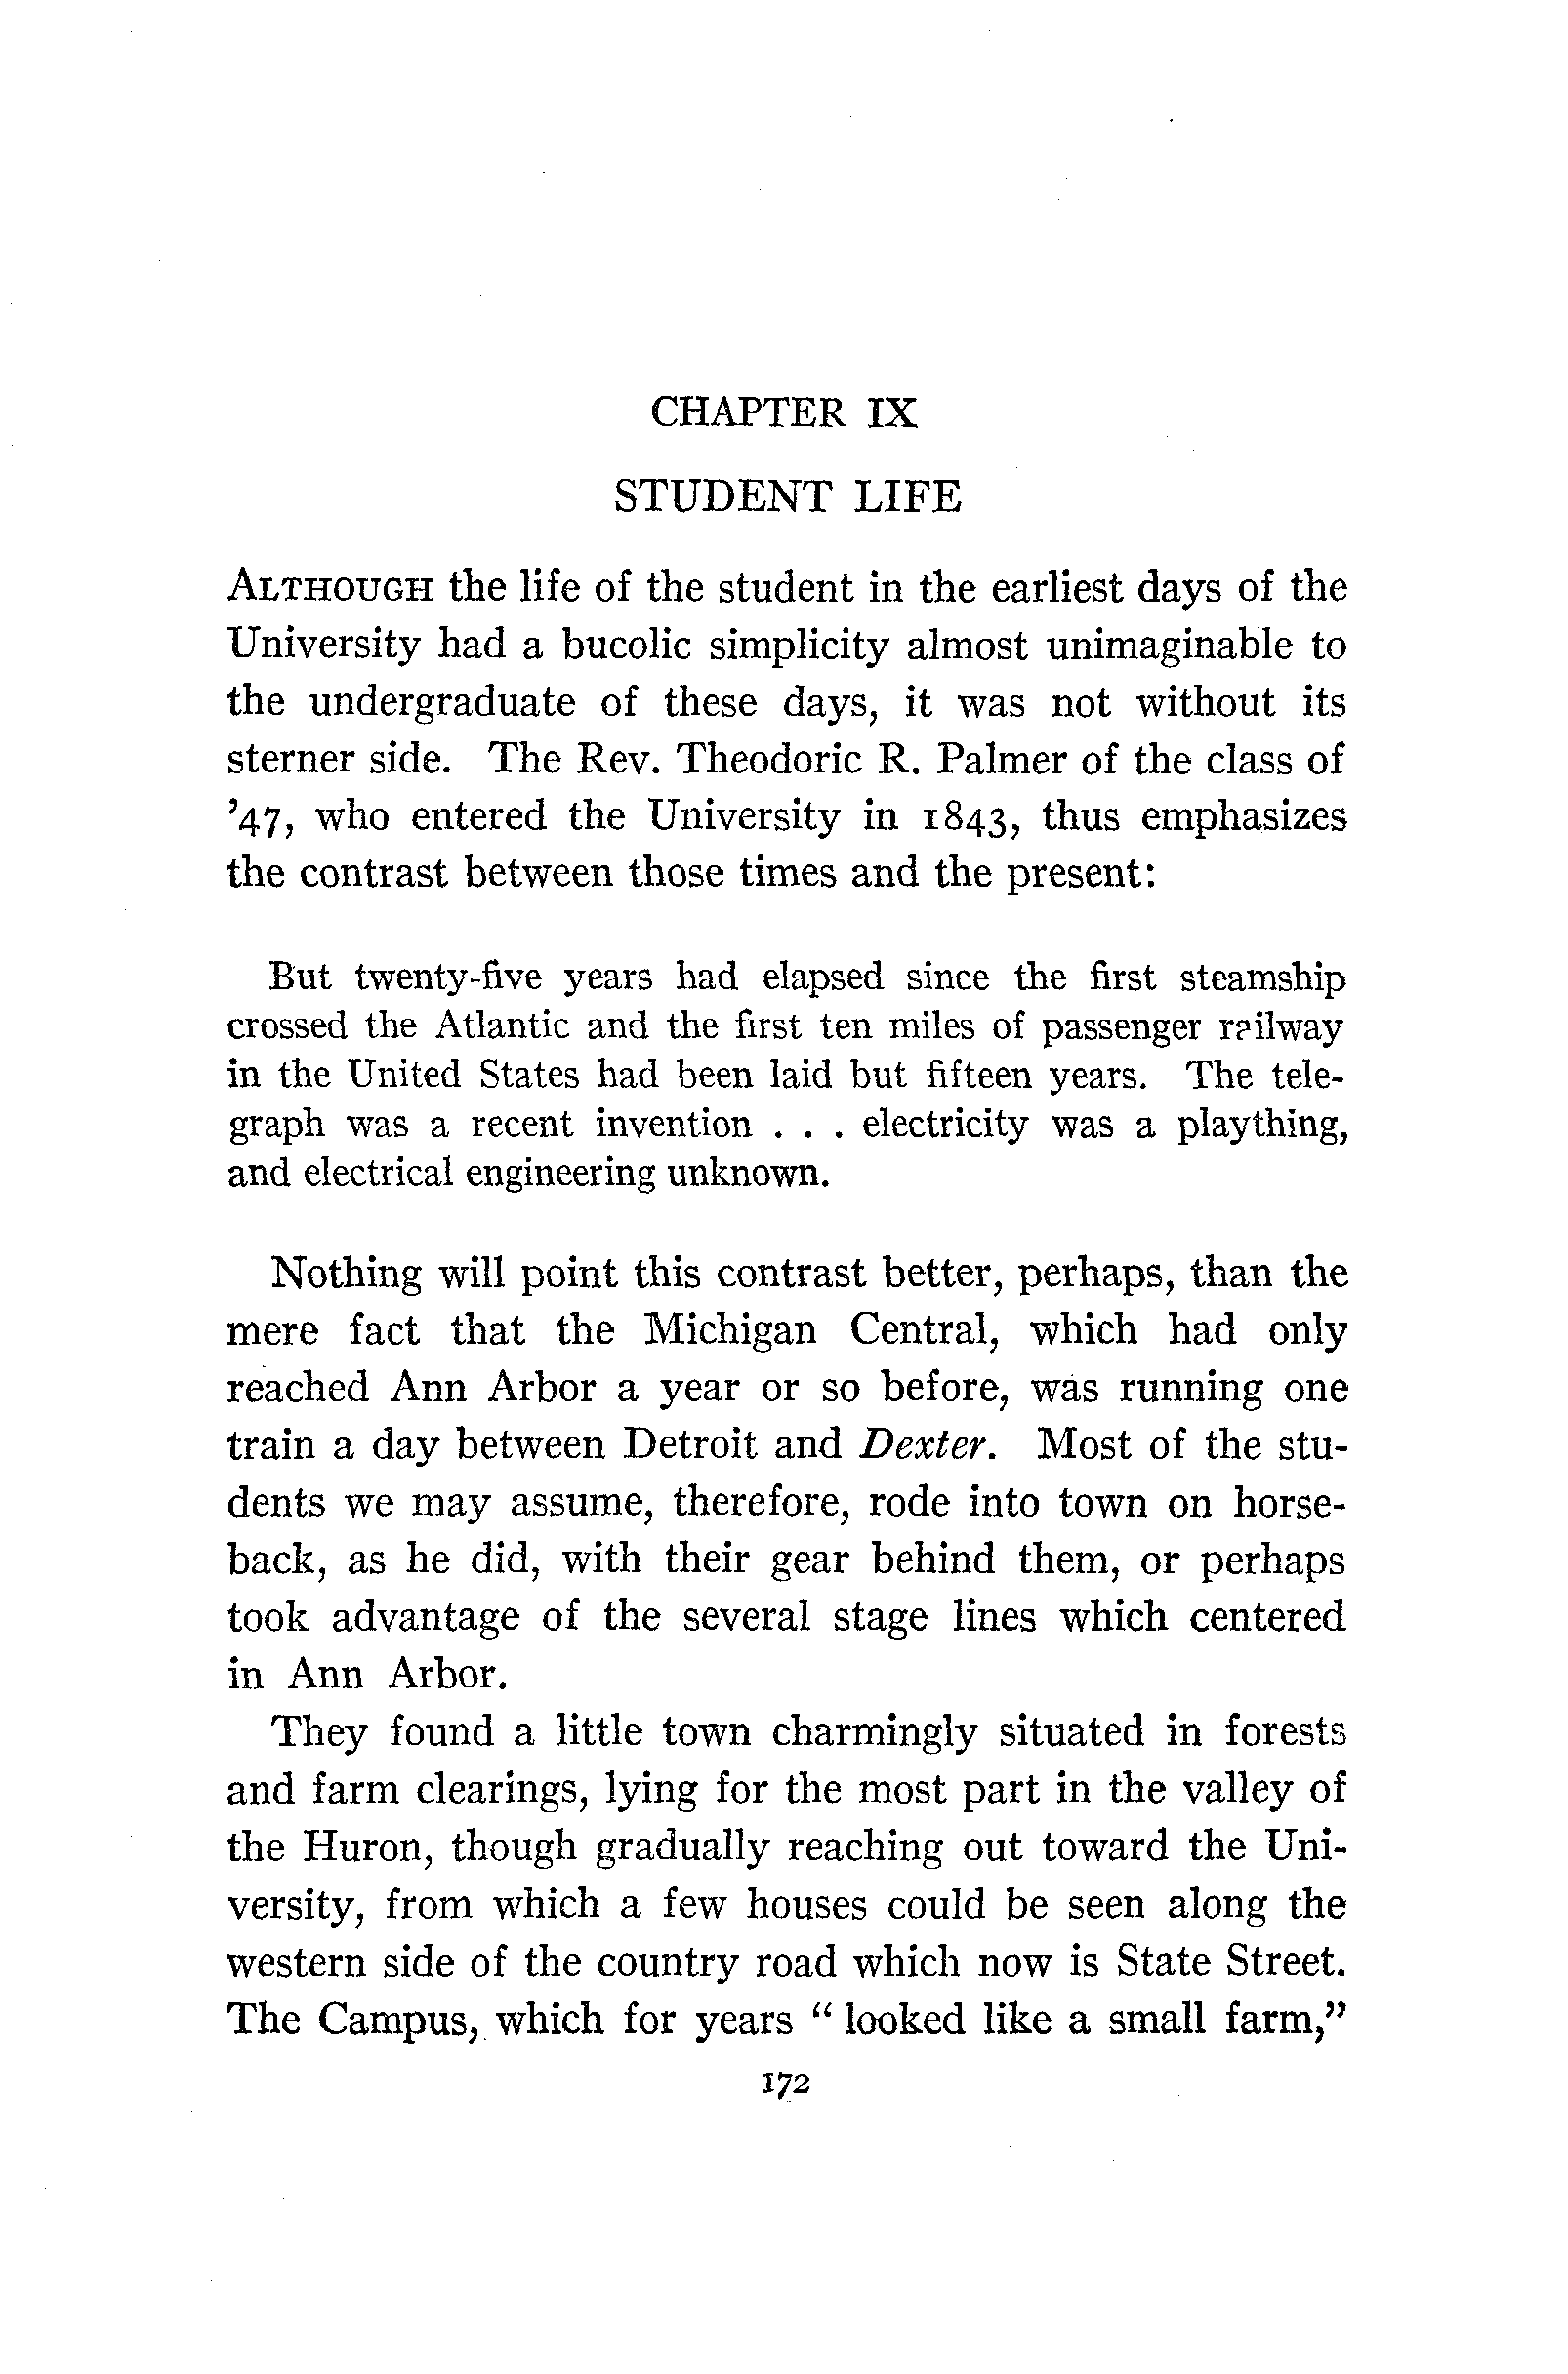 CHAPTER IX
STUDENT LIFE
ALTHOUGH the life of the student in the earliest days of the
University had a bucolic simplicity almost unimaginable to
the undergraduate of these days, it was not without its
sterner side. The Rev. Theodoric R. Palmer of the class of
’47, who entered the University in 1843, thus emphasizes
the contrast between those times and the present:
But twenty-five years had elapsed since the first steamship
crossed the Atlantic and the first ten miles of passenger railway
in the United States had been laid but fifteen years. The tele-
graph was a recent invention . . . electricity was a plaything,
and electrical engineering unknown.
Nothing will point this contrast better, perhaps, than the
mere fact that the Michigan Central, which had only
reached Ann Arbor a year or so before, was running one
train a day between Detroit and Dexter. Most of the stu-
dents we may assume, therefore, rode into town on horse-
back, as he did, with their gear behind them, or perhaps
took advantage of the several stage lines which centered
in Ann Arbor.
They found a little town charmingly situated in forests
and farm clearings, lying for the most part in the valley of
the Huron, though gradually reaching out toward the Uni-
versity, from which a few houses could be seen along the
western side of the country road which now is State Street.
The Campus, which for years “ looked like a small farm,”
172